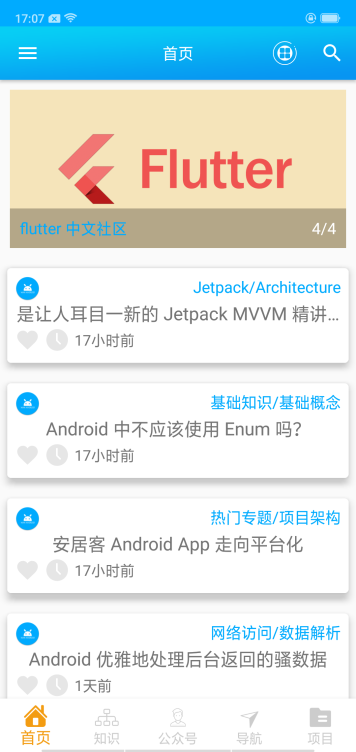 17:07
首页
Flutter
flutter 中文社区
4/4
Jetpack/Architecture
是让人耳目一新的 Jetpack MVVM 精讲...
17小时前
基础知识/基础概念
Android 中不应该使用 Enum 吗?
17小时前
热门专题/项目架构
安居客 Android App 走向平台化
17小时前
网络访问/数据解析
Android 优雅地处理后台返回的骚数据
1天前
首页
知识
公众号
导航
项目